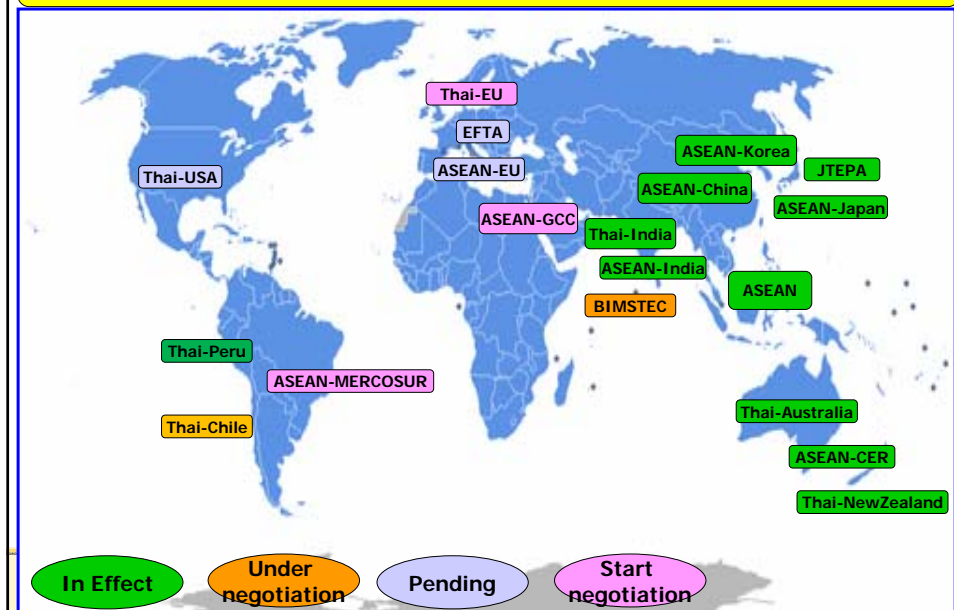 Thai-EU
EFTA
ASEAN-EU
Thai-USA
ASEAN-Korea
JTEPA
ASEAN-China
ASEAN-Japan
ASEAN-GCC
Thai-India
ASEAN-India
ASEAN
BIMSTEC
Thai-Peru
ASEAN-MERCOSUR
Thai-Chile
Thai-Australia
ASEAN-CER
Thai-NewZealand
In Effect
Under
negotiation
Pending
Start
negotiation